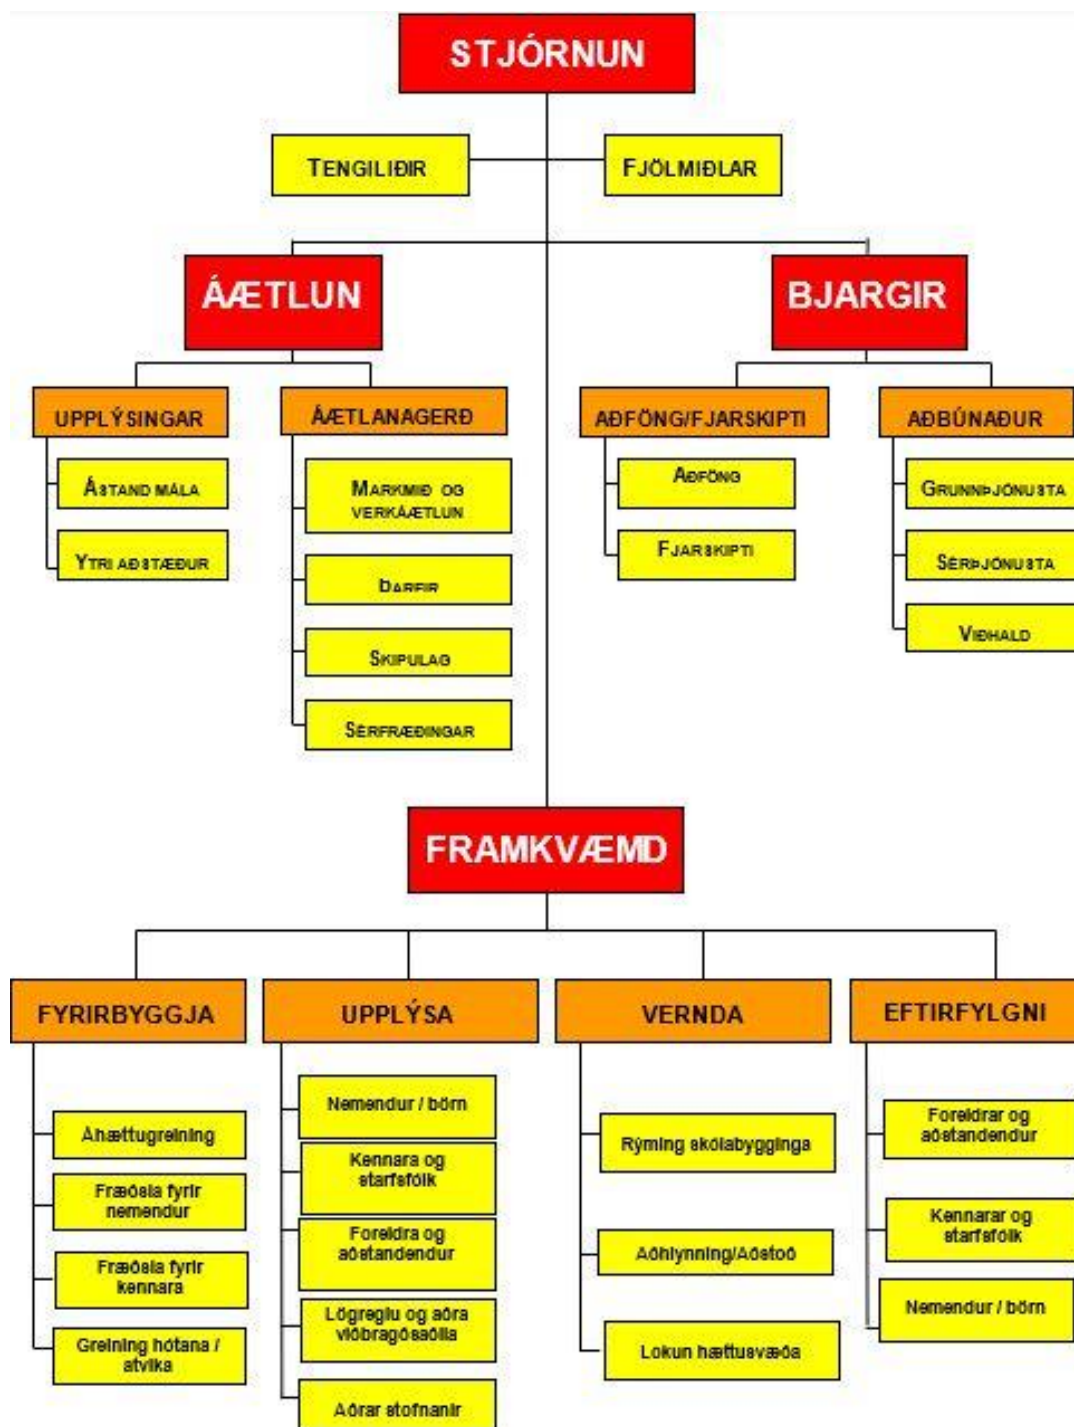 STJÓRNUN
TENGILIÐIR
FJÖLMIÐLAR
ÁÆTLUN
BJARGIR
UPPLÝSINGAR
ÁÆTLANAGERÐ
AÐFÖNG/FJARSKIPTI
AÐBÚNAÐUR
ÁSTAND MÁLA
YTRI AÐSTÆÐUR
MARKMIÐ OG
VERKÁÆTLUN
ÞARFIR
SKIPULAG
SÉRFRÆÐINGAR
AÐFÖNG
FJARSKIPTI
GRUNNÞJÓNUSTA
SÉRÞJÓNUSTA
VIÐHALD
FRAMKVÆMD
FYRIRBYGGJA
UPPLÝSA
VERNDA
EFTIRFYLGNI
Áhættugreining
Fræðsla fyrir
nemendur
Fræðsla fyrir
kennara
Greining hótana /
atvika
Nemendur / börn
Kennara og
starfsfólk
Foreldra og
aðstandendur
Lögreglu og aðra
viðbragðsaðila
Aðrar stofnanir
Rýming skólabygginga
Aðhlynning/Aðstoð
Lokun hættusvæða
Foreldrar og
aðstandendur
Kennarar og
starfsfólk
Nemendur / börn